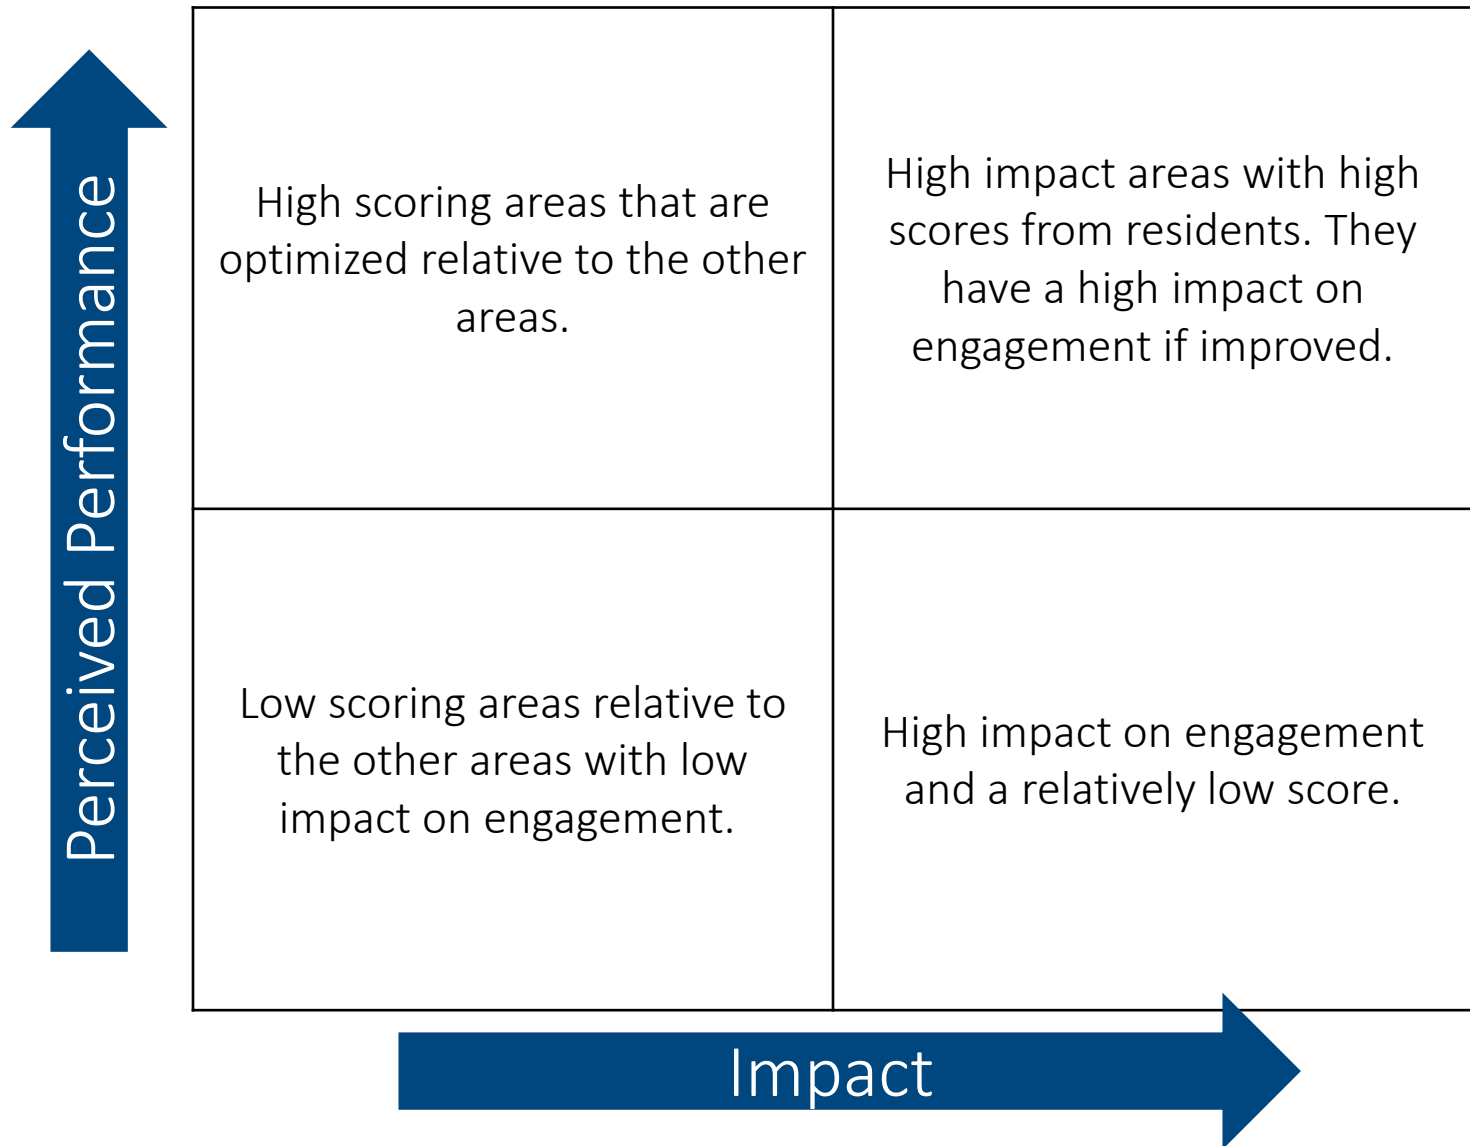 Perceived Performance
High scoring areas that are
optimized relative to the other
areas.
High impact areas with high
scores from residents. They
have a high impact on
engagement if improved.
Low scoring areas relative to
the other areas with low
impact on engagement.
High impact on engagement
and a relatively low score.
Impact